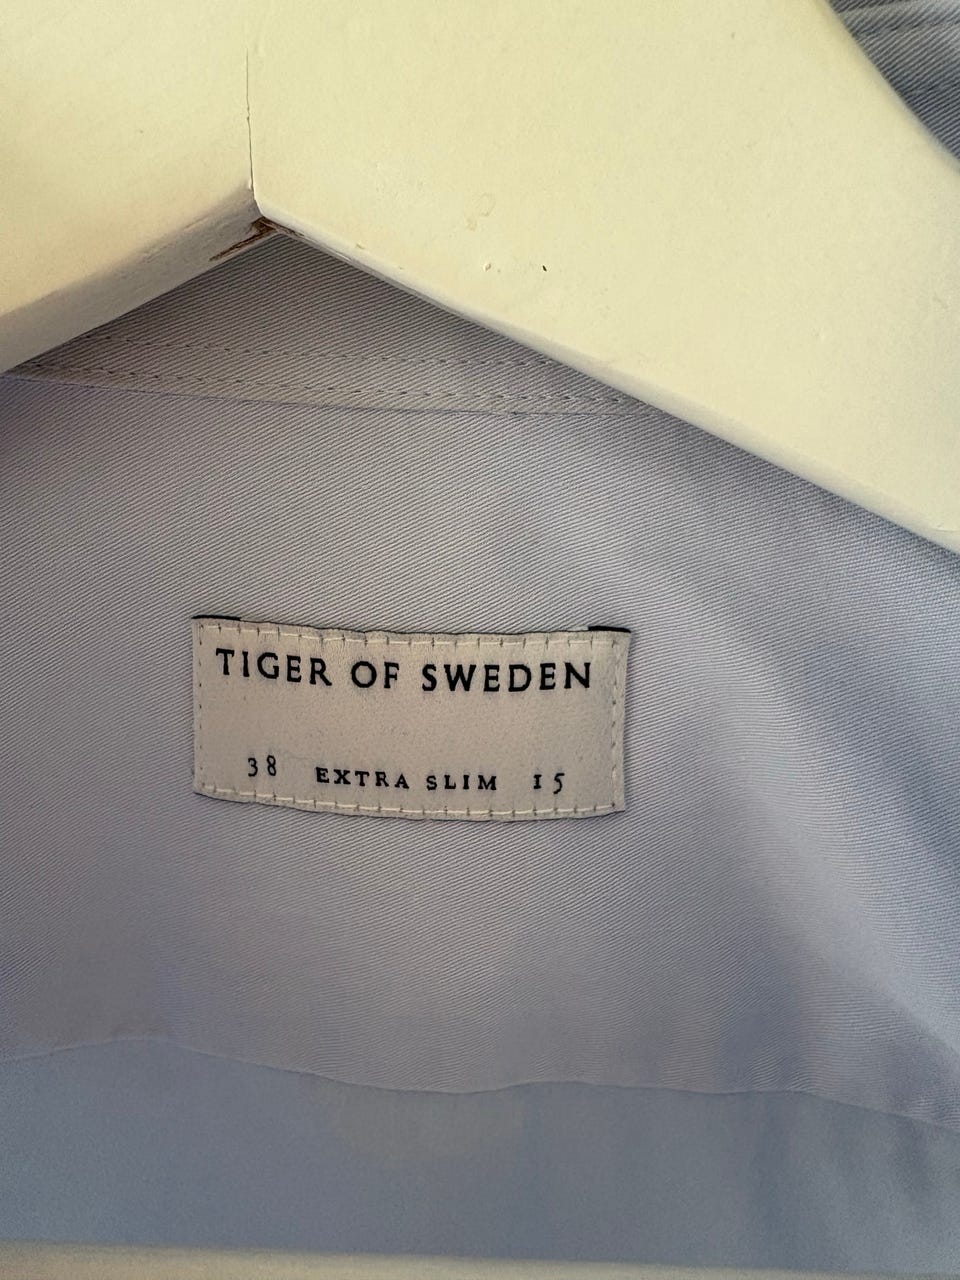 TIGER OF SWEDEN
38 EXTRA SLIM 15